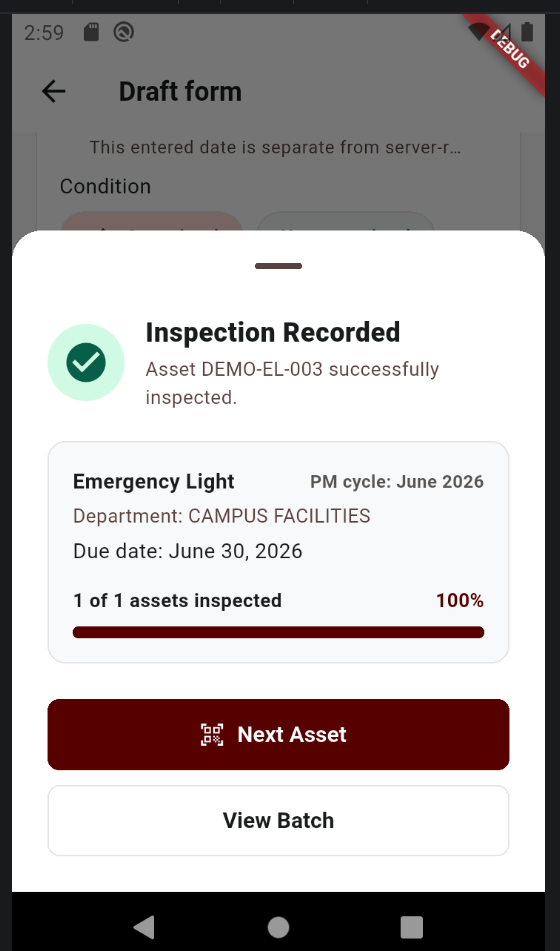 2:59
DEBUG
Draft form
This entered date is separate from server-r…
Condition
Inspection Recorded
Asset DEMO-EL-003 successfully
inspected.
Emergency Light
PM cycle: June 2026
Department: CAMPUS FACILITIES
Due date: June 30, 2026
1 of 1 assets inspected
100%
Next Asset
View Batch